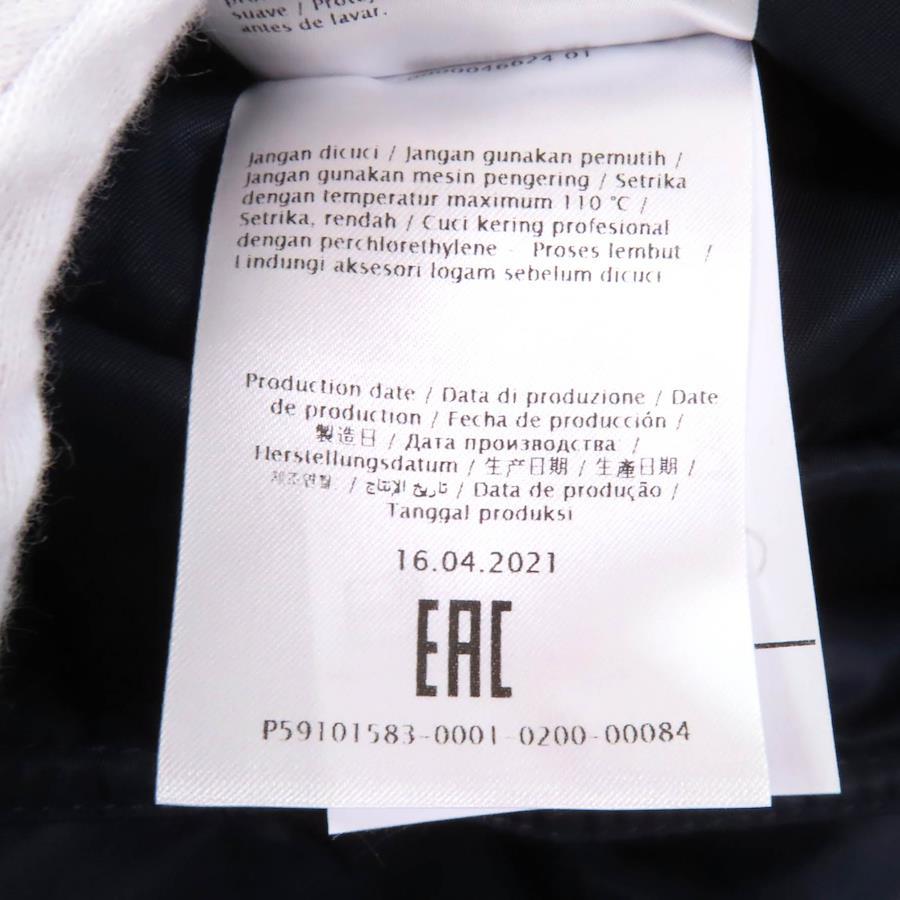 suave /
antes de lavar.
Jangan dicuci / Jangan gunakan pemutih /
Jangan gunakan mesin pengering / Setrika
dengan temperatur maximum 110 °C /
Setrika, rendah / Cuci kering profesional
dengan perchlorethylene - Proses lembut /
Lindungi aksesori logam sebelum dicuci
Production date / Data di produzione / Date
de production / Fecha de producción /
製造日 / Дата производства /
Herstellungsdatum / 生产日期 / 生產日期 /
/ تاريخ الإنتاج / Data de produção /
Tanggal produksi
16.04.2021
EAC
P59101583-0001-0200-00084